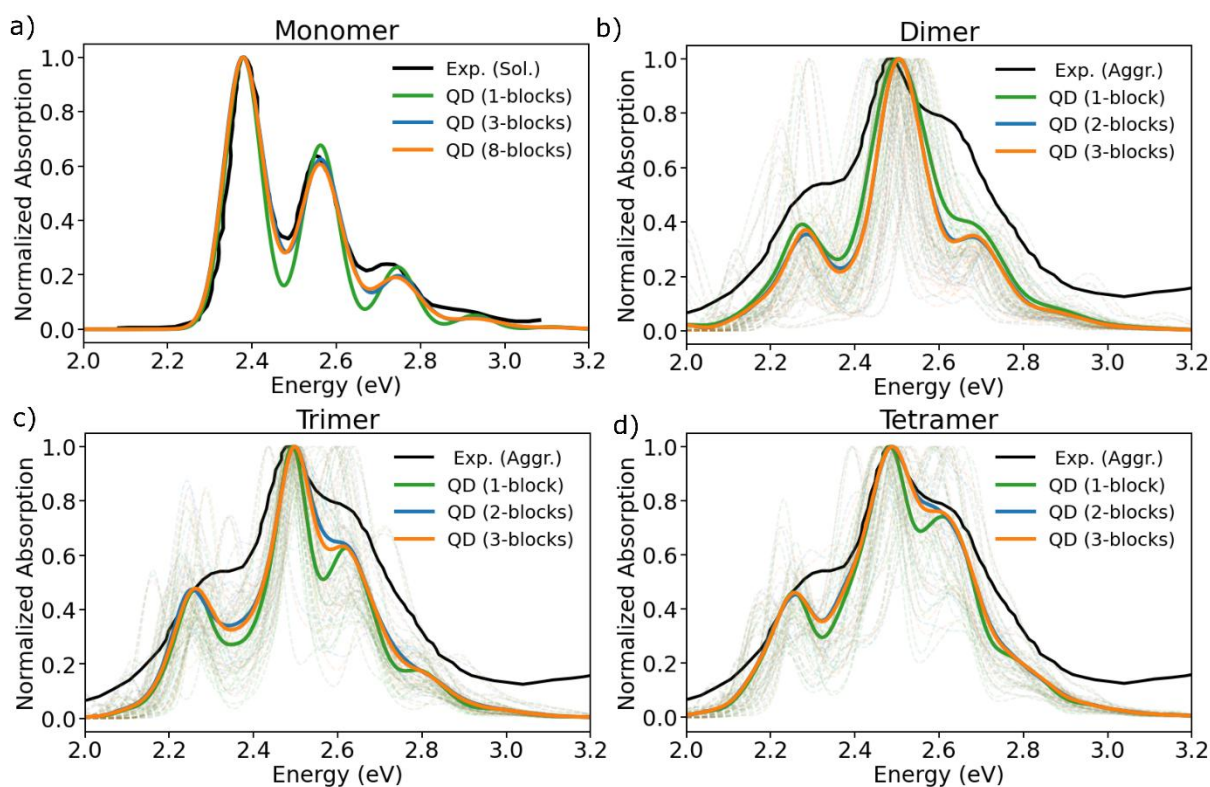 a)
Monomer
Normalized Absorption
1.0
0.8
0.6
0.4
0.2
0.0
Exp. (Sol.)
QD (1-blocks)
QD (3-blocks)
QD (8-blocks)
2.0 2.2 2.4 2.6 2.8 3.0 3.2
Energy (eV)
b)
Dimer
Normalized Absorption
1.0
0.8
0.6
0.4
0.2
0.0
Exp. (Aggr.)
QD (1-block)
QD (2-blocks)
QD (3-blocks)
2.0 2.2 2.4 2.6 2.8 3.0 3.2
Energy (eV)
c)
Trimer
Normalized Absorption
1.0
0.8
0.6
0.4
0.2
0.0
Exp. (Aggr.)
QD (1-block)
QD (2-blocks)
QD (3-blocks)
2.0 2.2 2.4 2.6 2.8 3.0 3.2
Energy (eV)
d)
Tetramer
Normalized Absorption
1.0
0.8
0.6
0.4
0.2
0.0
Exp. (Aggr.)
QD (1-block)
QD (2-blocks)
QD (3-blocks)
2.0 2.2 2.4 2.6 2.8 3.0 3.2
Energy (eV)